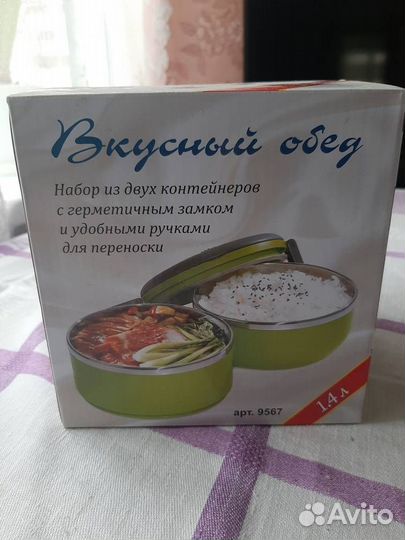 Вкусный обед
Набор из двух контейнеров
с герметичным замком
и удобными ручками
для переноски
арт. 9567
1.4 л
Avito